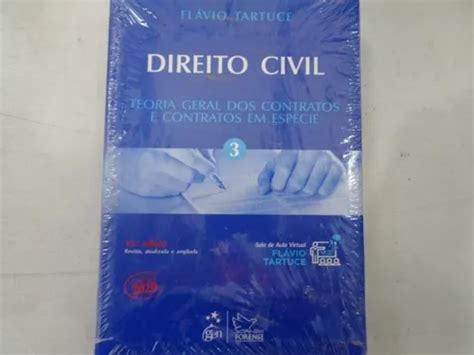 FLÁVIO TARTUCE
DIREITO CIVIL
TEORIA GERAL DOS CONTRATOS
E CONTRATOS EM ESPÉCIE
3
edição
Revista, atualizada e ampliada
Sala de Aula Virtual
FLÁVIO
TARTUCE
gen
FORENSE